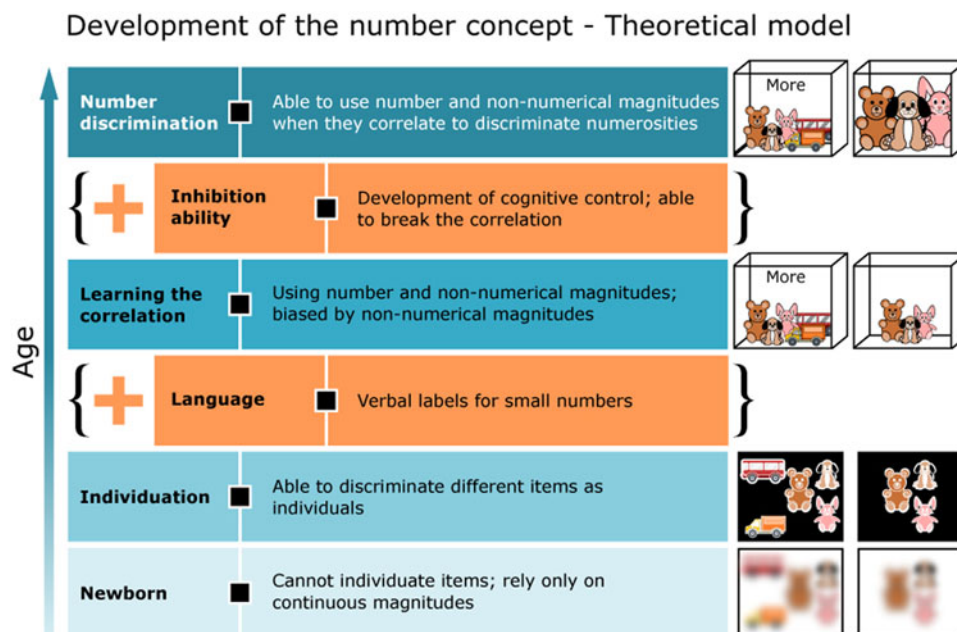 Development of the number concept - Theoretical model
Age
Number
discrimination
Able to use number and non-numerical magnitudes
when they correlate to discriminate numerosities
More
Inhibition
ability
Development of cognitive control; able
to break the correlation
Learning the
correlation
Using number and non-numerical magnitudes;
biased by non-numerical magnitudes
More
Language
Verbal labels for small numbers
Individuation
Able to discriminate different items as
individuals
Newborn
Cannot individuate items; rely only on
continuous magnitudes